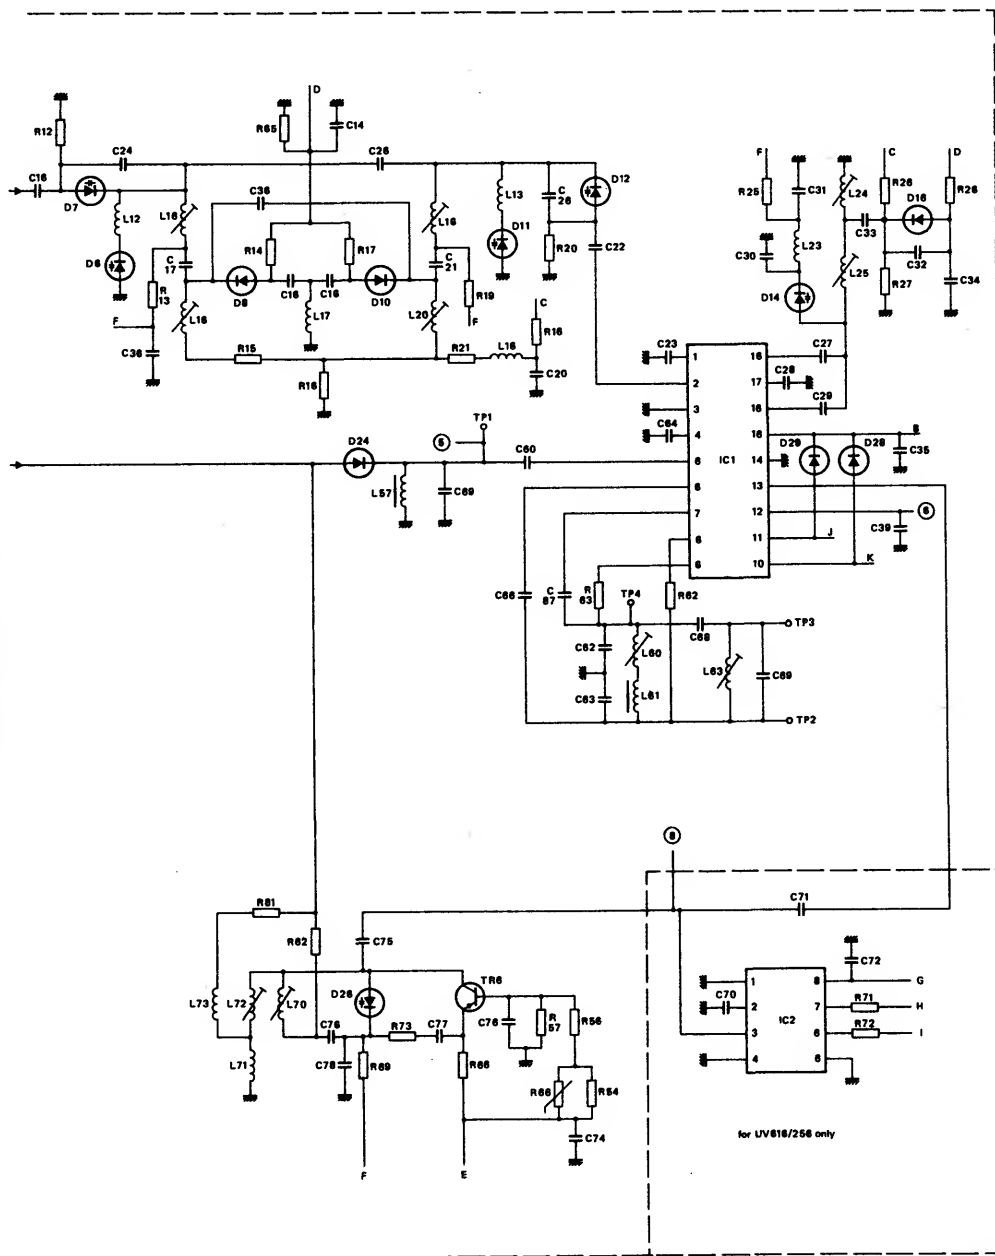 D
R12
R65
C14
C24
C26
C16
D7
L12
L16
C36
L16
L13
C
26
D12
D6
C
17
R14
R17
C
21
D11
R20
C22
R
13
D8
C16
C16
D10
R19
F
L16
L17
L20
F
C
R16
C36
R15
R21
L16
R16
C20
F
C31
L24
C
D
R25
R26
D16
R26
C33
C30
L23
L25
C32
D14
R27
C34
C23
1
16
C27
2
17
C28
3
16
C29
C64
4
IC1
16
D29
D28
B
C35
14
TP1
5
D24
C60
6
13
L57
C69
6
12
6
7
C39
8
11
J
6
10
K
C66
C
67
R
63
TP4
R62
C68
TP3
C62
L60
L63
C69
C63
L61
TP2
8
C71
R81
R62
C75
C72
TR6
L73
L72
L70
D26
C76
R
57
R56
C70
1
2
3
4
IC2
8
7
6
6
G
R71
H
R72
I
C76
R73
C77
L71
C78
R69
R66
R66
R54
C74
for UV616/256 only
F
E